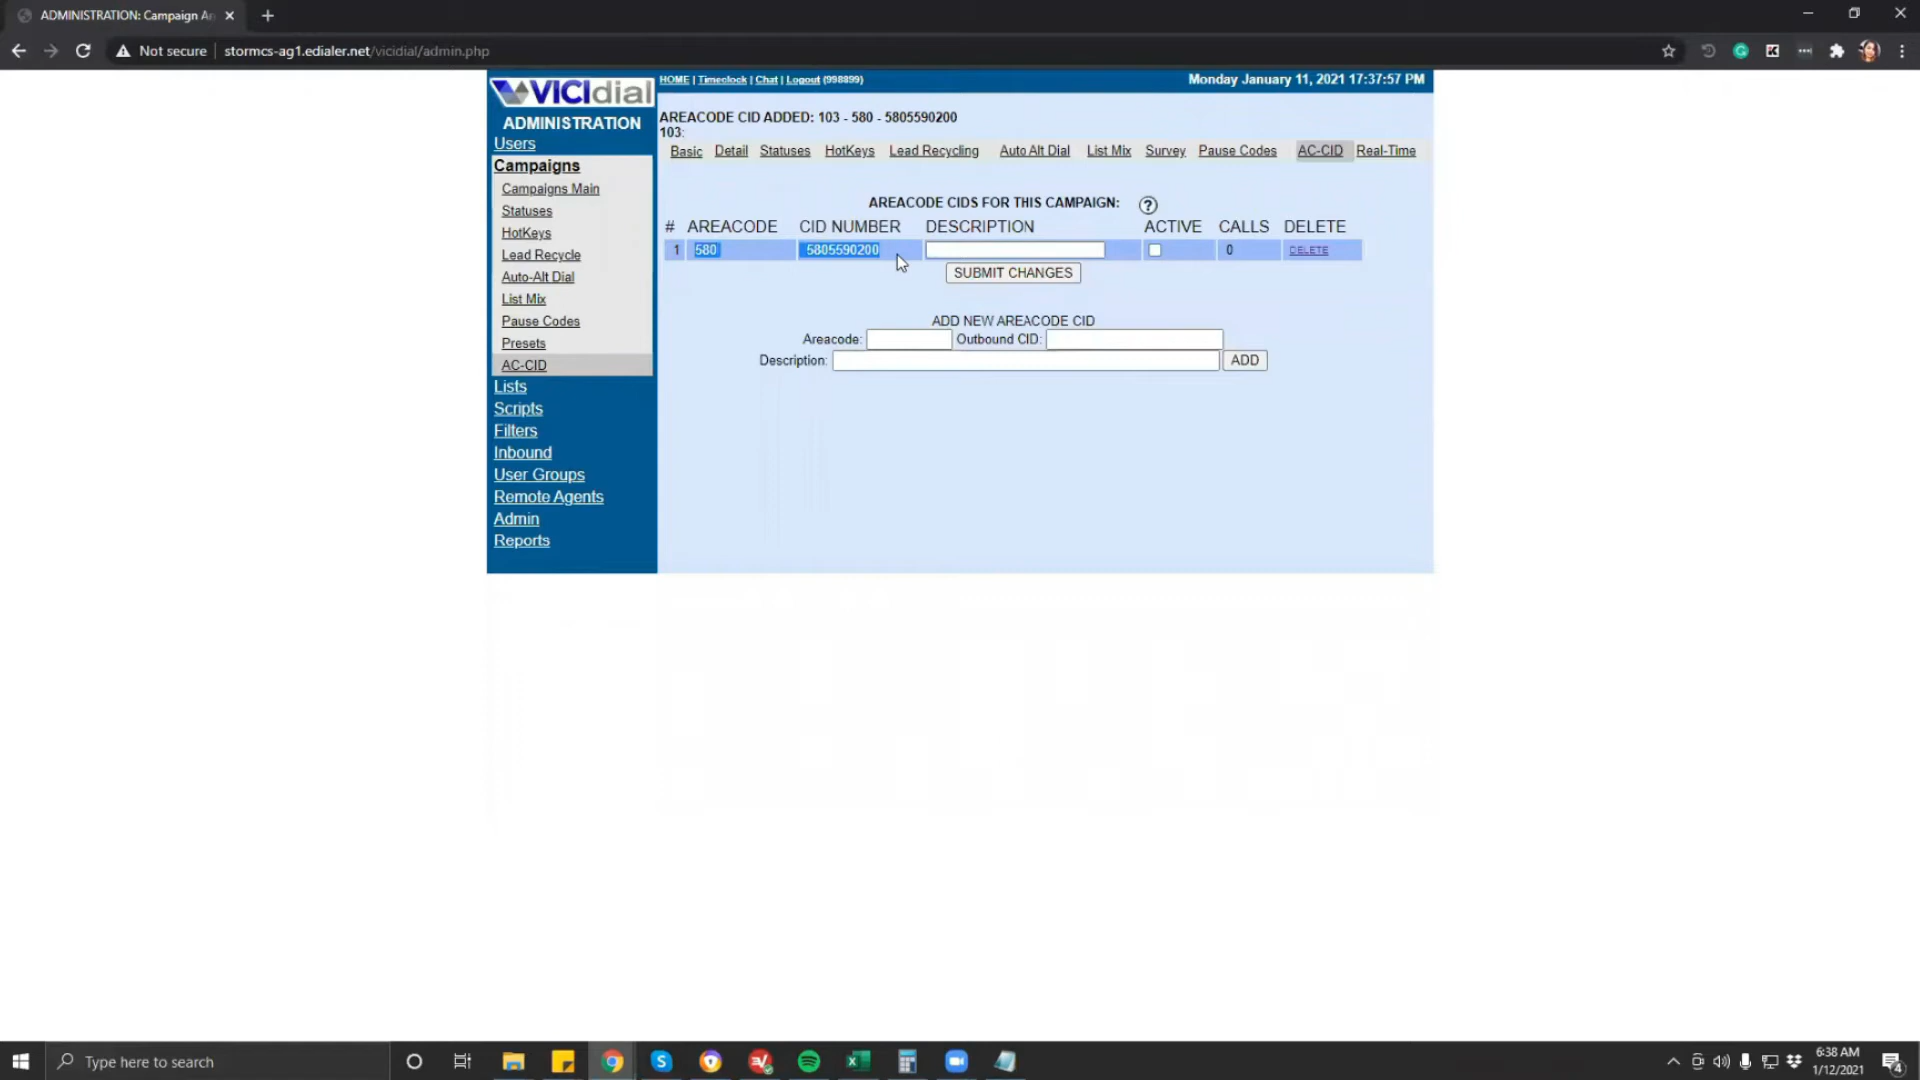 ADMINISTRATION: Campaign A
Not secure | stormcs-ag1.edialer.net/vicidial/admin.php
VICIdial
HOME | Timeclock | Chat | Logout (998899)
Monday January 11, 2021 17:37:57 PM
ADMINISTRATION
Users
Campaigns
Campaigns Main
Statuses
HotKeys
Lead Recycle
Auto-Alt Dial
List Mix
Pause Codes
Presets
AC-CID
Lists
Scripts
Filters
Inbound
User Groups
Remote Agents
Admin
Reports
AREACODE CID ADDED: 103 - 580 - 5805590200
103:
Basic Detail Statuses HotKeys Lead Recycling Auto Alt Dial List Mix Survey Pause Codes AC-CID Real-Time
AREACODE CIDS FOR THIS CAMPAIGN: ?
# AREACODE CID NUMBER DESCRIPTION ACTIVE CALLS DELETE
1 580 5805590200 0 DELETE
SUBMIT CHANGES
ADD NEW AREACODE CID
Areacode: Outbound CID:
Description: ADD
Type here to search
6:38 AM
1/12/2021
4